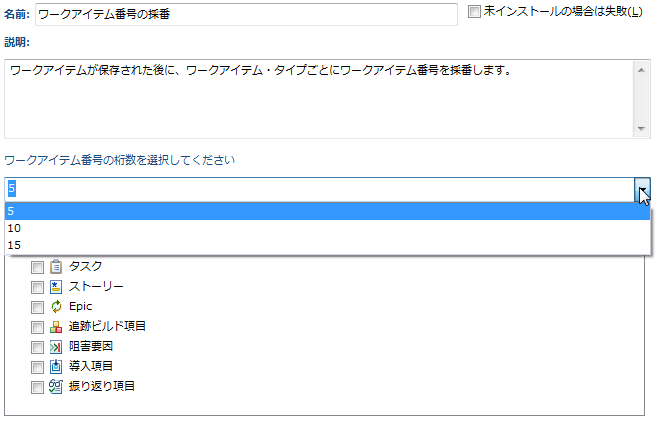 名前: ワークアイテム番号の採番 未インストールの場合は失敗(L)
説明:
ワークアイテムが保存された後に、ワークアイテム・タイプごとにワークアイテム番号を採番します。
ワークアイテム番号の桁数を選択してください
5
5
10
15
タスク
ストーリー
Epic
追跡ビルド項目
阻害要因
導入項目
振り返り項目